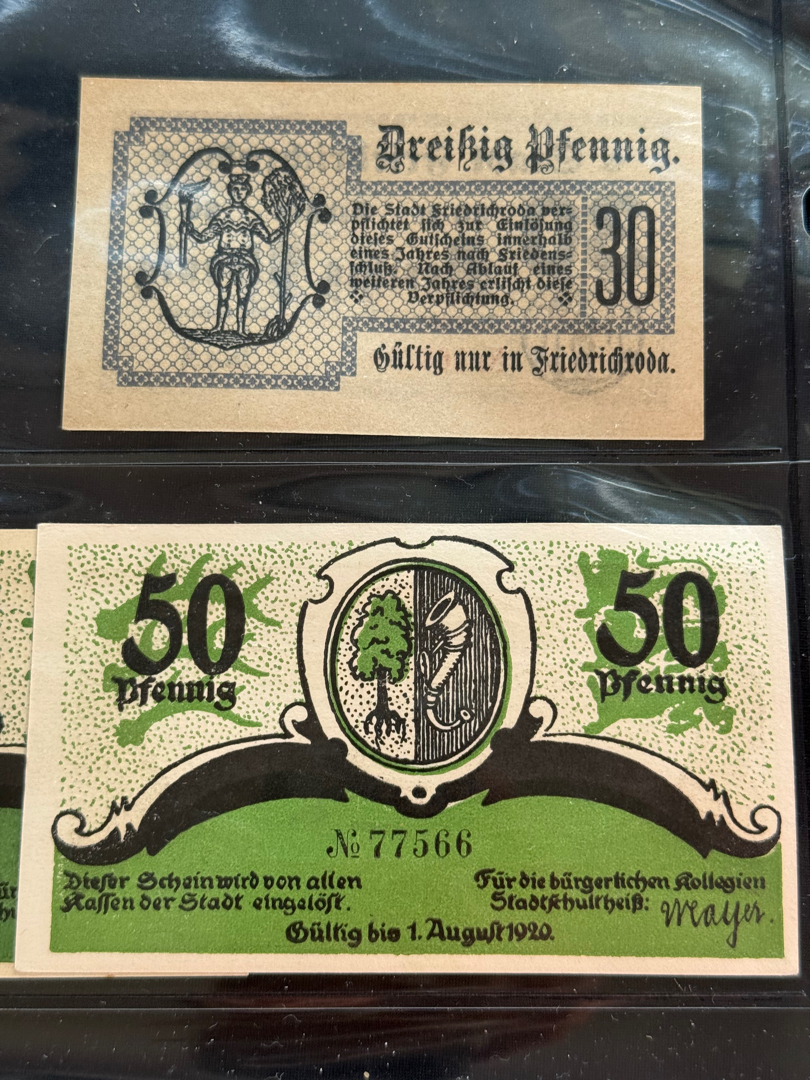 Dreißig Pfennig.
Die Stadt Friedrichroda ver=
pflichtet sich zur Einlösung
dieses Gutscheins innerhalb
eines Jahres nach Friedens=
schluß. Nach Ablauf eines
weiteren Jahres erlischt diese
Verpflichtung.
30
Gültig nur in Friedrichroda.
50
Pfennig
50
Pfennig
№ 77566
Dieser Schein wird von allen
Kassen der Stadt eingelöst.
Für die bürgerlichen Kollegien
Stadtschultheiß: Mayer.
Gültig bis 1. August 1920.